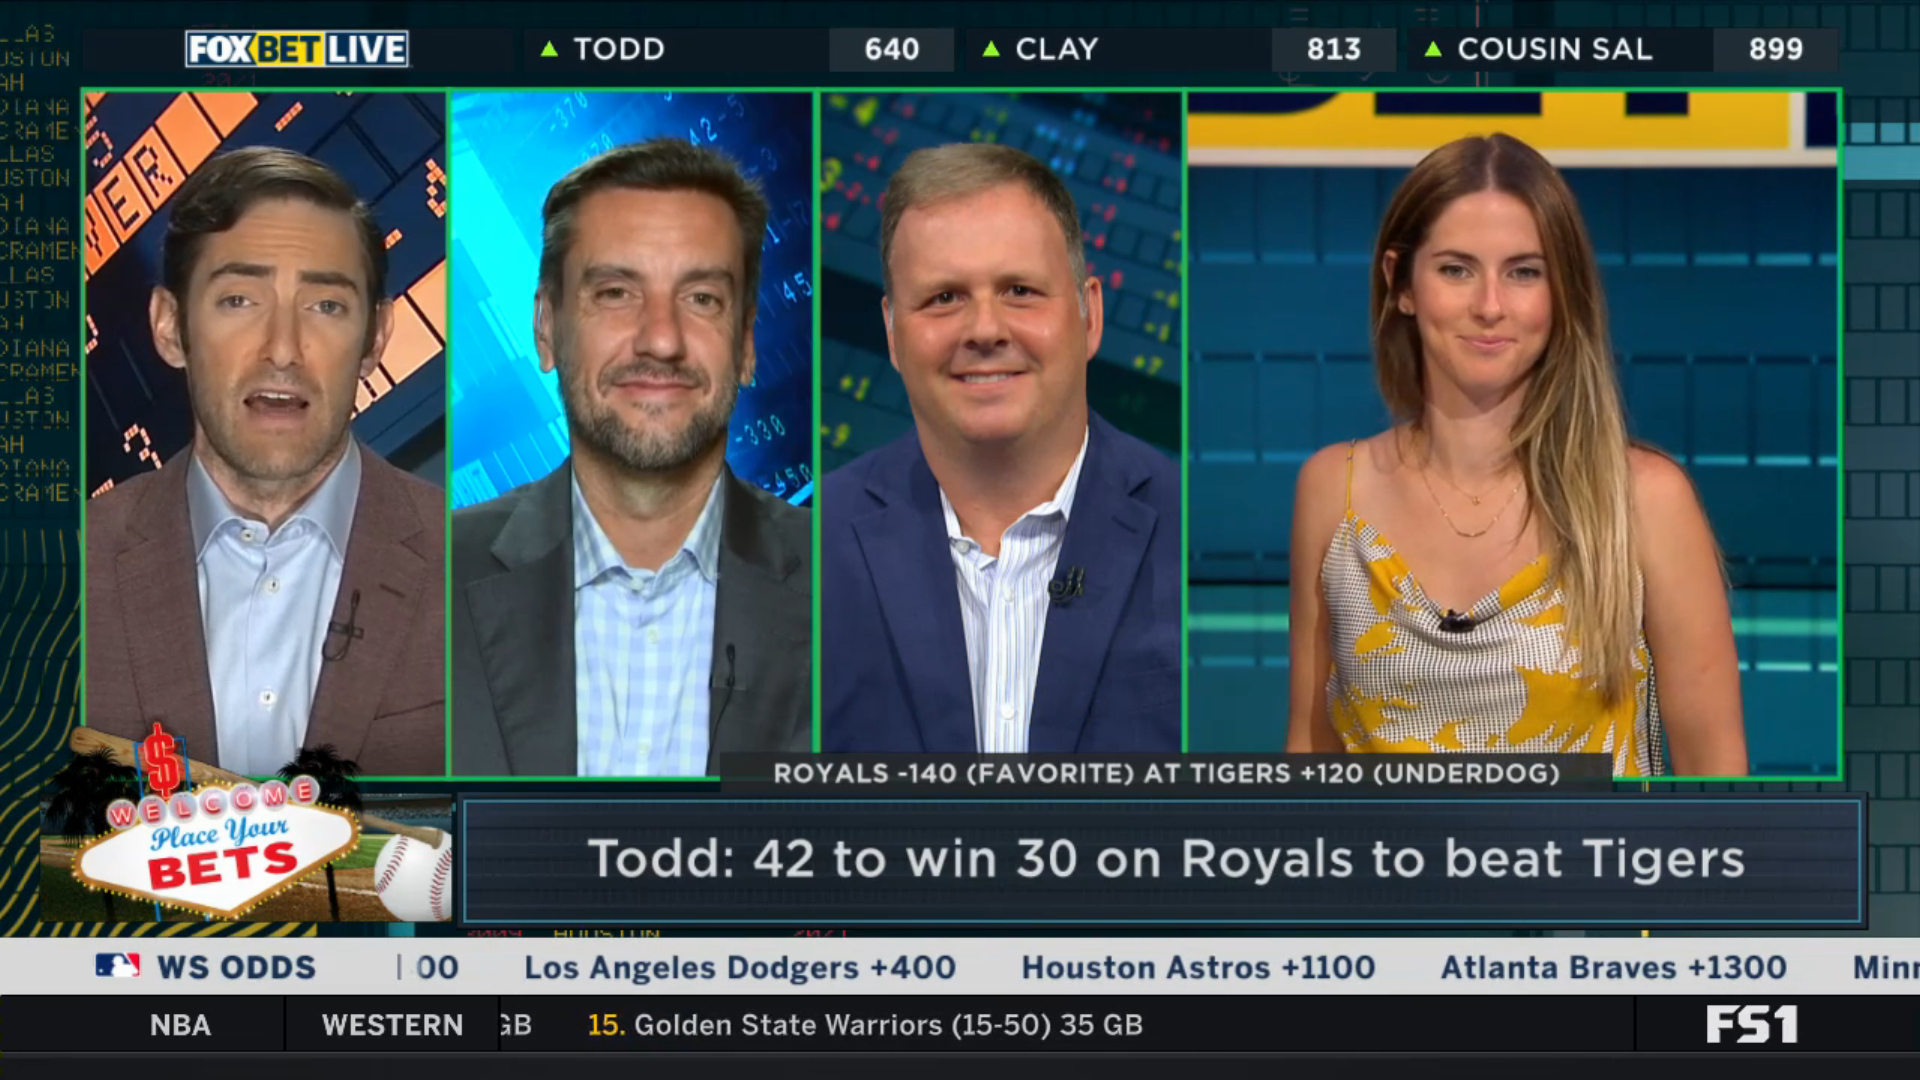 FOX BET LIVE
TODD 640
CLAY 813
COUSIN SAL 899
ROYALS -140 (FAVORITE) AT TIGERS +120 (UNDERDOG)
WELCOME
Place Your
BETS
Todd: 42 to win 30 on Royals to beat Tigers
WS ODDS 00 Los Angeles Dodgers +400 Houston Astros +1100 Atlanta Braves +1300 Minn
NBA WESTERN GB 15. Golden State Warriors (15-50) 35 GB
FS1